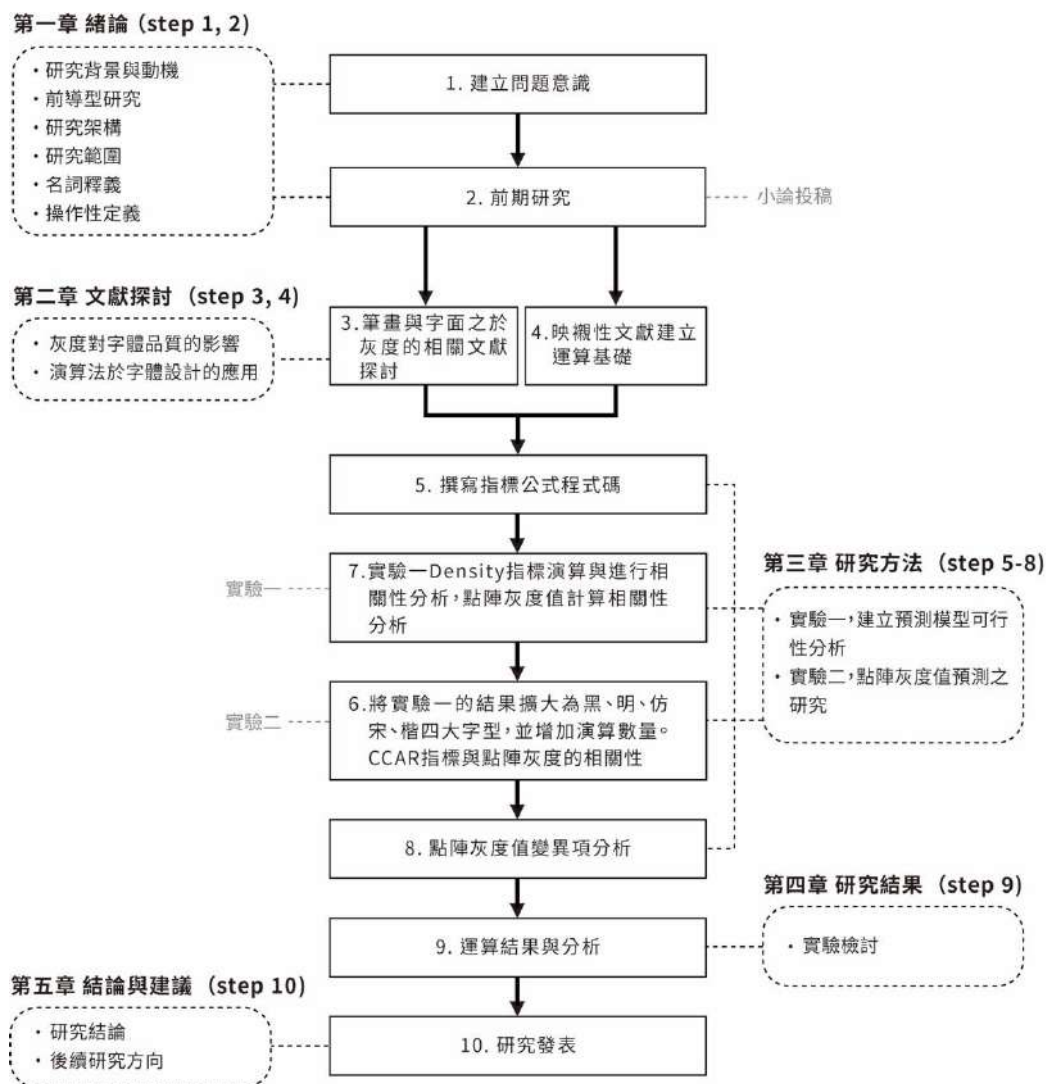 第一章 緒論 (step 1, 2)
・研究背景與動機
・前導型研究
・研究架構
・研究範圍
・名詞釋義
・操作性定義
1. 建立問題意識
2. 前期研究
小論投稿
第二章 文獻探討 (step 3, 4)
・灰度對字體品質的影響
・演算法於字體設計的應用
3.筆畫與字面之於
灰度的相關文獻
探討
4.映襯性文獻建立
運算基礎
5. 撰寫指標公式程式碼
實驗一
7.實驗一Density指標演算與進行相
關性分析,點陣灰度值計算相關性
分析
第三章 研究方法 (step 5-8)
・實驗一,建立預測模型可行
性分析
・實驗二,點陣灰度值預測之
研究
實驗二
6.將實驗一的結果擴大為黑、明、仿
宋、楷四大字型,並增加演算數量。
CCAR指標與點陣灰度的相關性
8. 點陣灰度值變異項分析
第四章 研究結果 (step 9)
・實驗檢討
9. 運算結果與分析
第五章 結論與建議 (step 10)
・研究結論
・後續研究方向
10. 研究發表